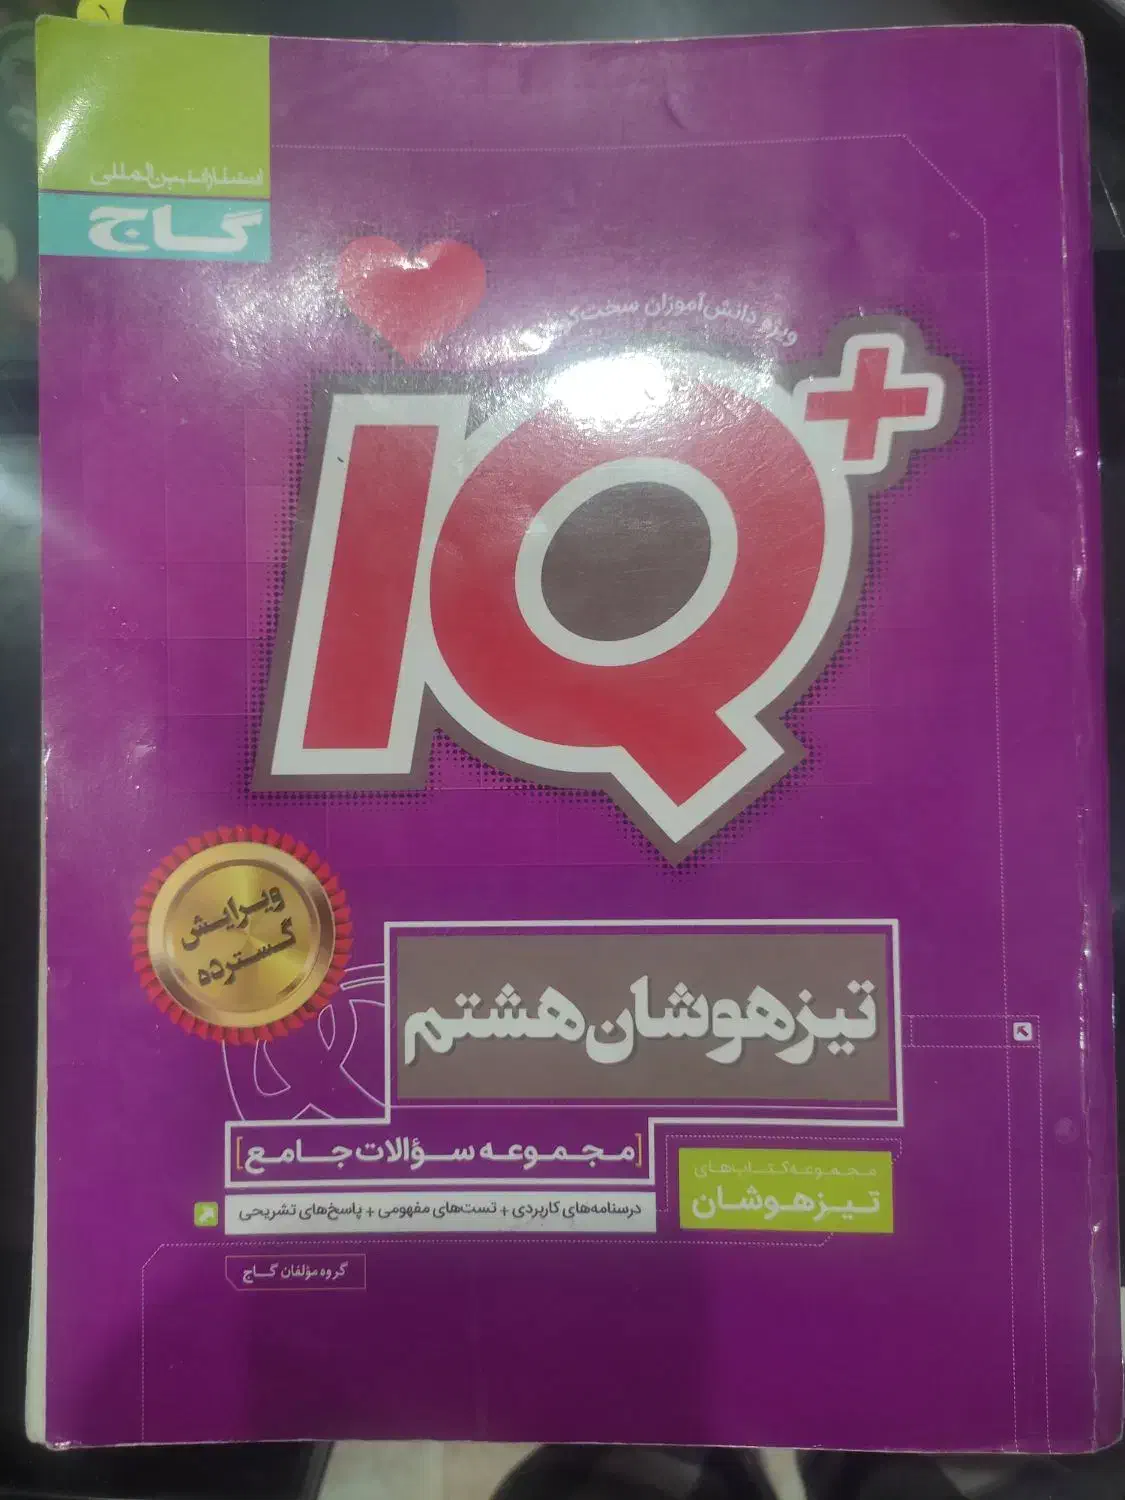 ۱
انتشارات بین‌المللی
گاج
ویژه دانش‌آموزان سخت‌کوش
IQ+
ویرایش
گسترده
تیزهوشان هشتم
[مجموعه سؤالات جامع]
درسنامه‌های کاربردی + تست‌های مفهومی + پاسخ‌های تشریحی
مجموعه کتاب‌های
تیزهوشان
گروه مؤلفان گاج